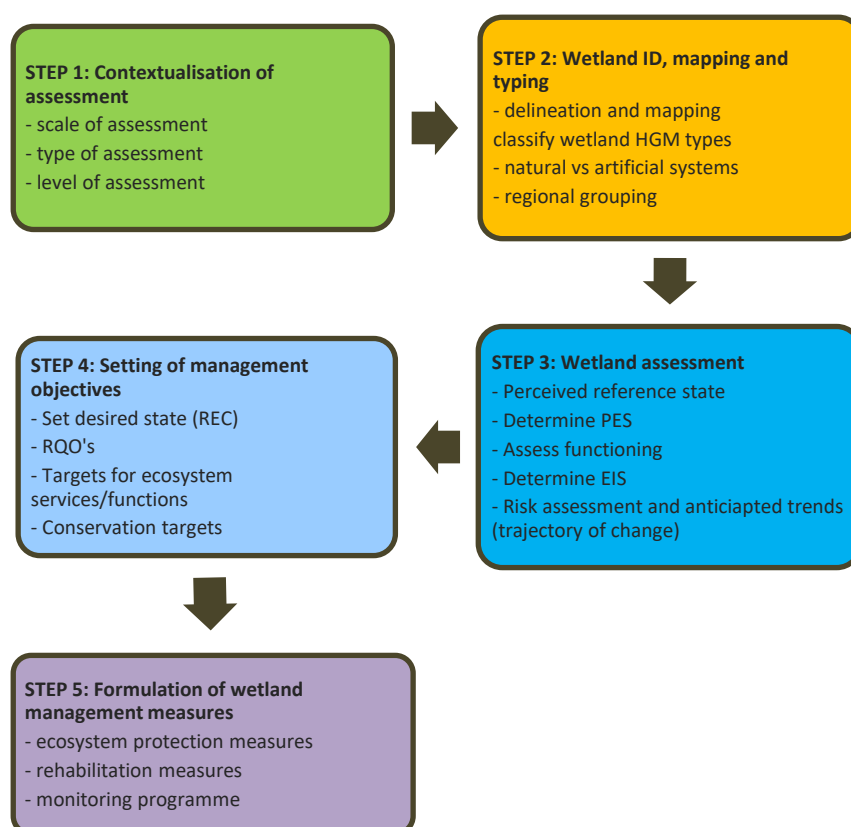 STEP 1: Contextualisation of
assessment
- scale of assessment
- type of assessment
- level of assessment
STEP 2: Wetland ID, mapping and
typing
- delineation and mapping
classify wetland HGM types
- natural vs artificial systems
- regional grouping
STEP 3: Wetland assessment
- Perceived reference state
- Determine PES
- Assess functioning
- Determine EIS
- Risk assessment and anticiapted trends
(trajectory of change)
STEP 4: Setting of management
objectives
- Set desired state (REC)
- RQO's
- Targets for ecosystem
services/functions
- Conservation targets
STEP 5: Formulation of wetland
management measures
- ecosystem protection measures
- rehabilitation measures
- monitoring programme